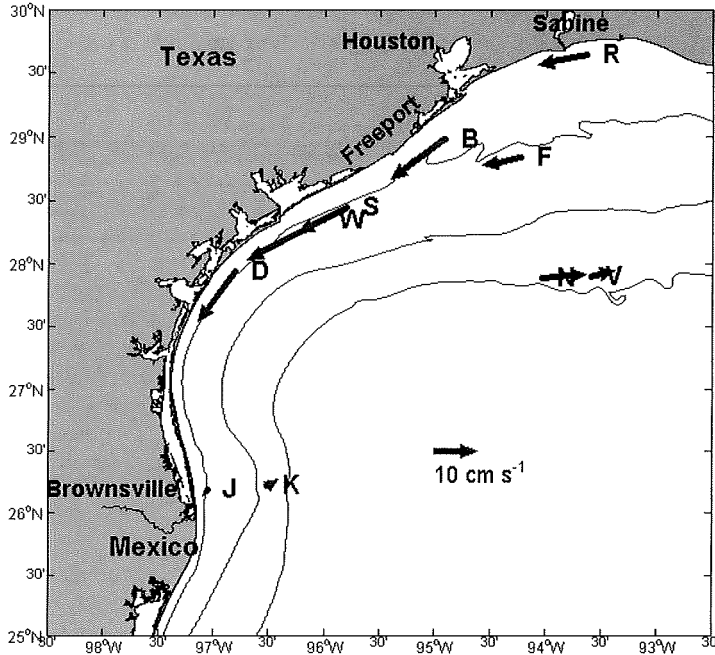 30°N
Sabine
Houston
Texas
R
30'
Freeport
29°N
B
F
30'
S
W
D
28°N
N
V
30'
27°N
30'
10 cm s-1
Brownsville
J
K
26°N
Mexico
30'
25°N
30'
98°W
30'
97°W
30'
96°W
30'
95°W
30'
94°W
30'
93°W